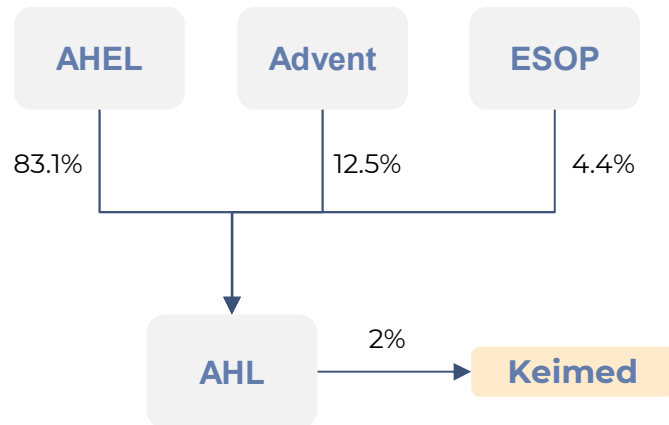 AHEL
Advent
ESOP
83.1%
12.5%
4.4%
AHL
2%
Keimed